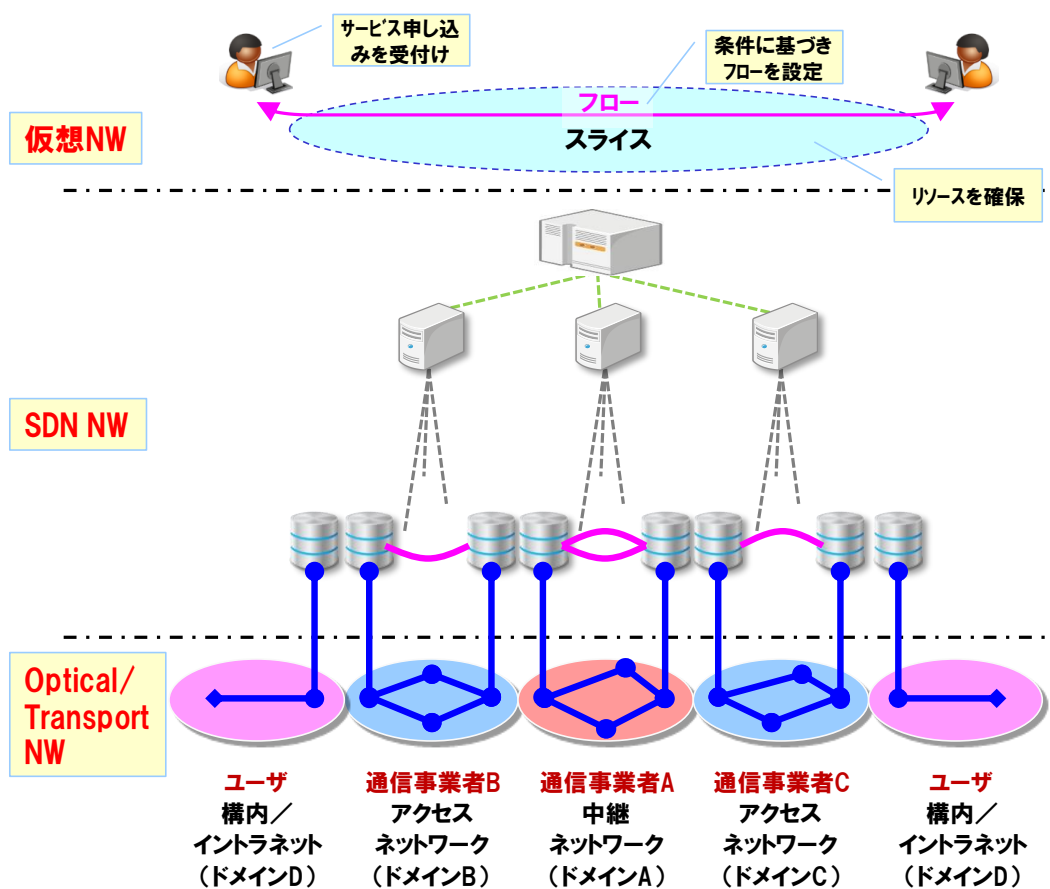 サービス申し込
みを受付け
条件に基づき
フローを設定
フロー
スライス
仮想NW
リソースを確保
SDN NW
Optical/
Transport
NW
ユーザ
構内／
イントラネット
（ドメインD）
通信事業者B
アクセス
ネットワーク
（ドメインB）
通信事業者A
中継
ネットワーク
（ドメインA）
通信事業者C
アクセス
ネットワーク
（ドメインC）
ユーザ
構内／
イントラネット
（ドメインD）